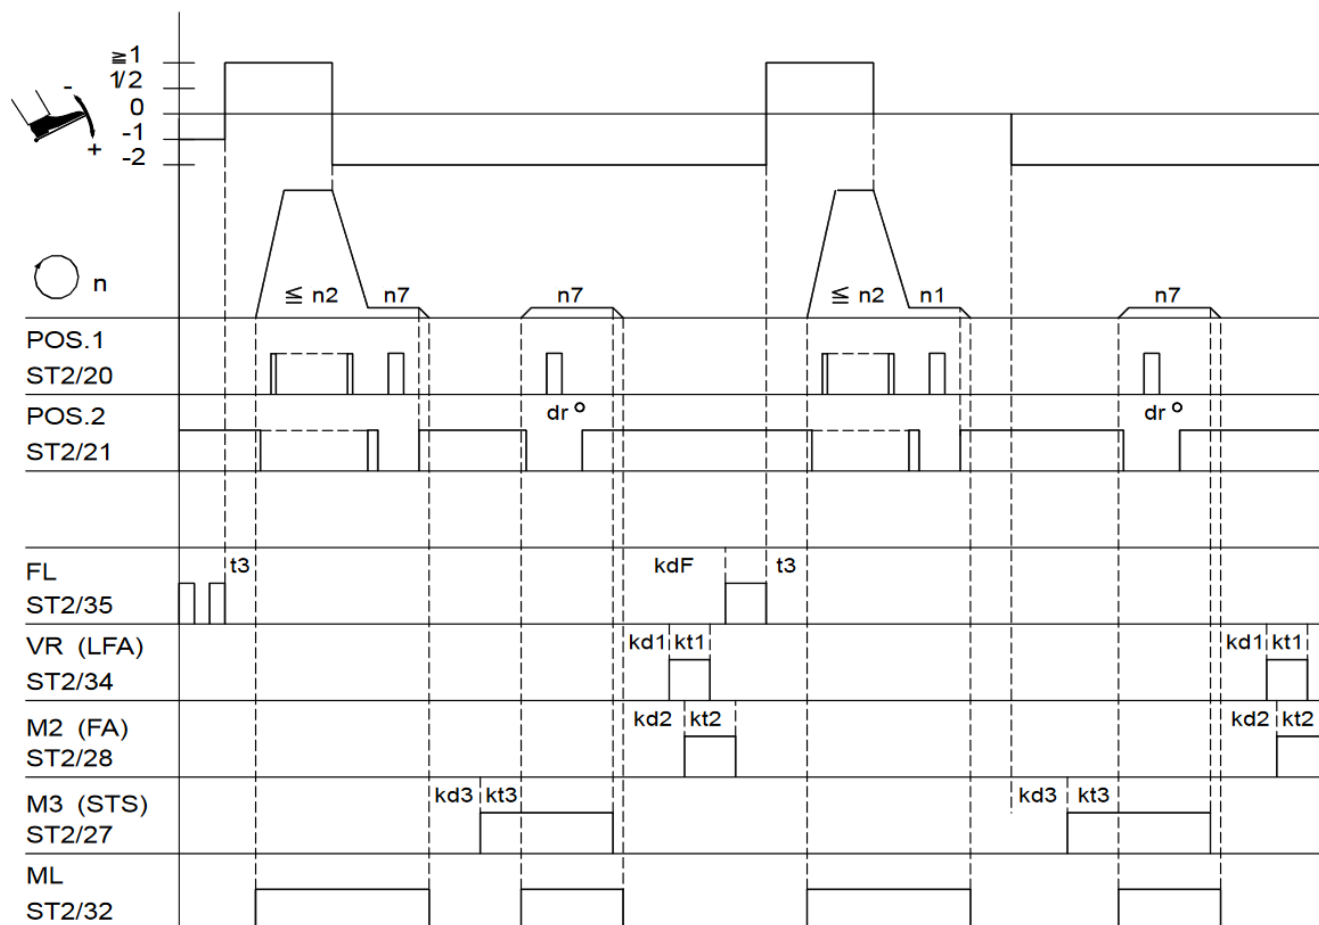 ≧1
1/2
0
-1
-2
-
+
n
≦ n2
n7
n7
≦ n2
n1
n7
POS.1
ST2/20
POS.2
ST2/21
dr°
dr°
FL
ST2/35
t3
kdF
t3
VR (LFA)
ST2/34
kd1
kt1
kd1
kt1
M2 (FA)
ST2/28
kd2
kt2
kd2
kt2
M3 (STS)
ST2/27
kd3
kt3
kd3
kt3
ML
ST2/32